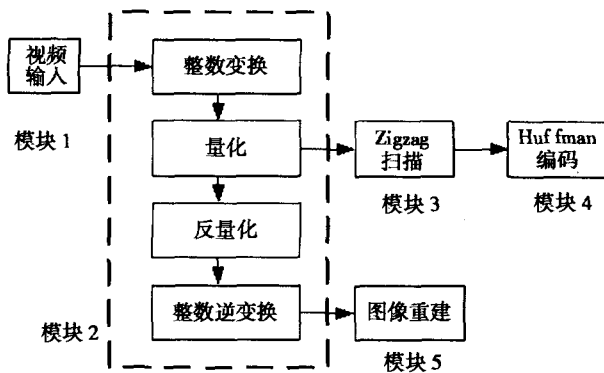 视频
输入
模块1
整数变换
量化
反量化
整数逆变换
模块2
Zigzag
扫描
模块3
Huf fman
编码
模块4
图像重建
模块5